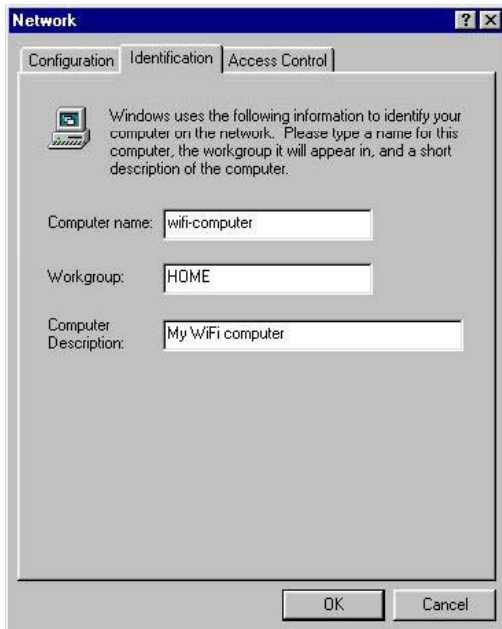 Network
Configuration Identification Access Control
Windows uses the following information to identify your
computer on the network. Please type a name for this
computer, the workgroup it will appear in, and a short
description of the computer.
Computer name: wifi-computer
Workgroup: HOME
Computer
Description: My WiFi computer
OK Cancel